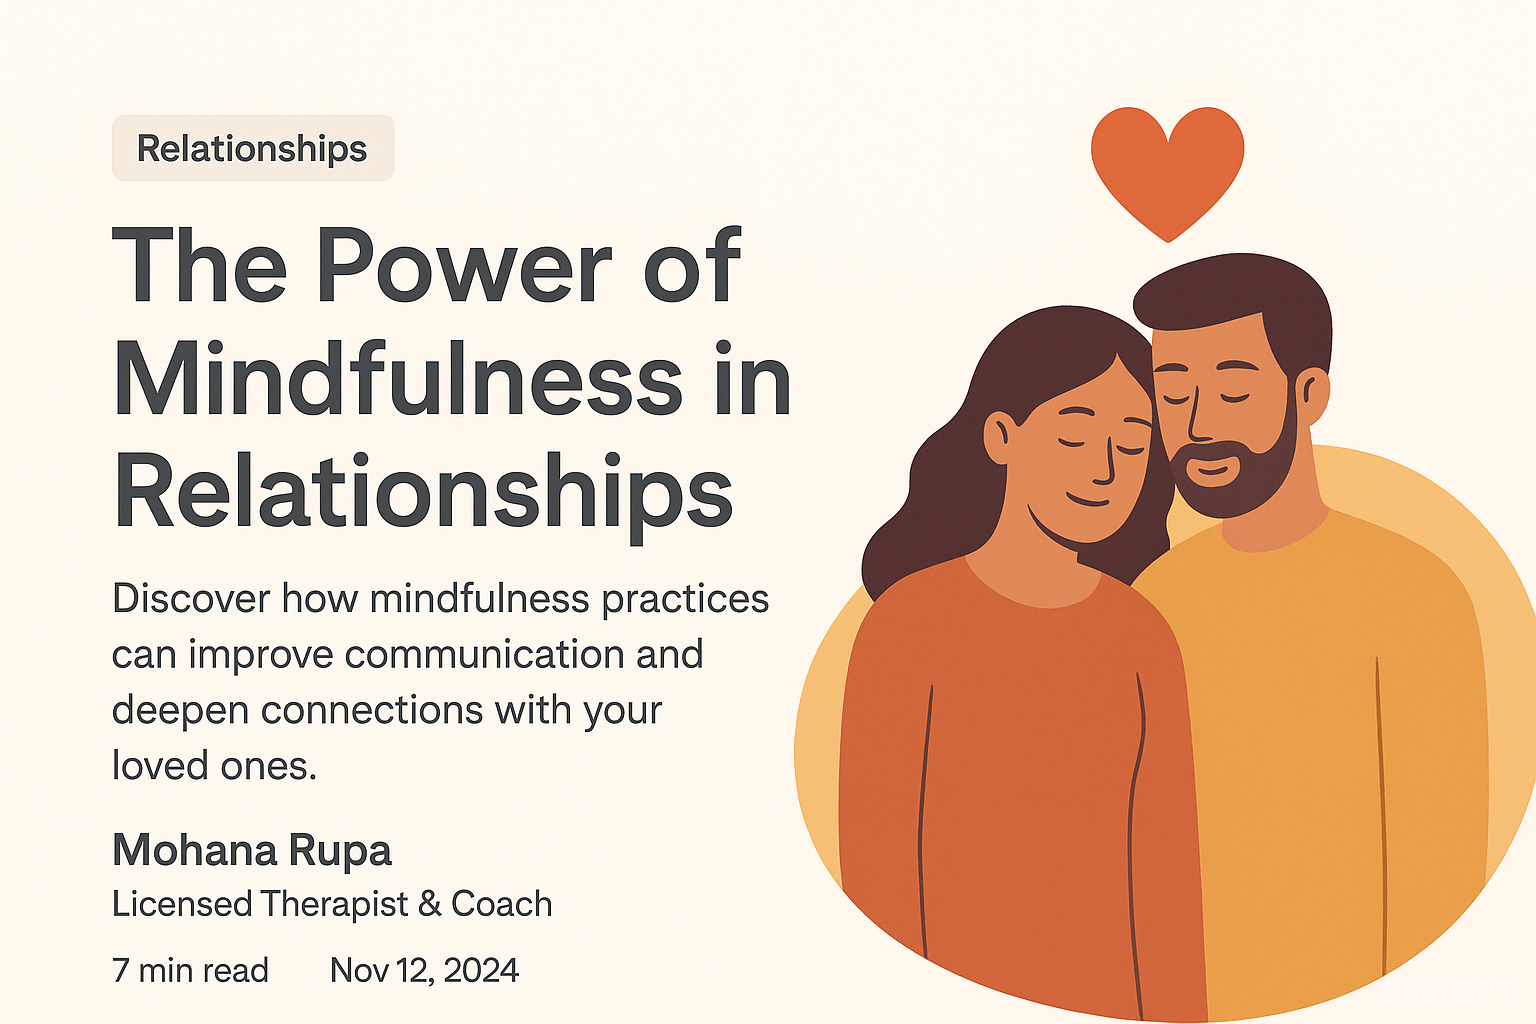 Relationships
The Power of
Mindfulness in
Relationships
Discover how mindfulness practices
can improve communication and
deepen connections with your
loved ones.
Mohana Rupa
Licensed Therapist & Coach
7 min read Nov 12, 2024
ChatGPT